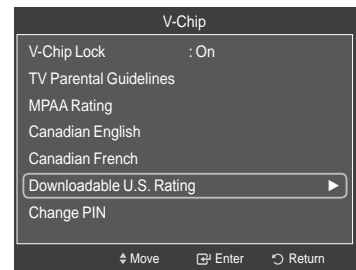 V-Chip
V-Chip Lock : On
TV Parental Guidelines
MPAA Rating
Canadian English
Canadian French
Downloadable U.S. Rating ►
Change PIN
Move Enter Return